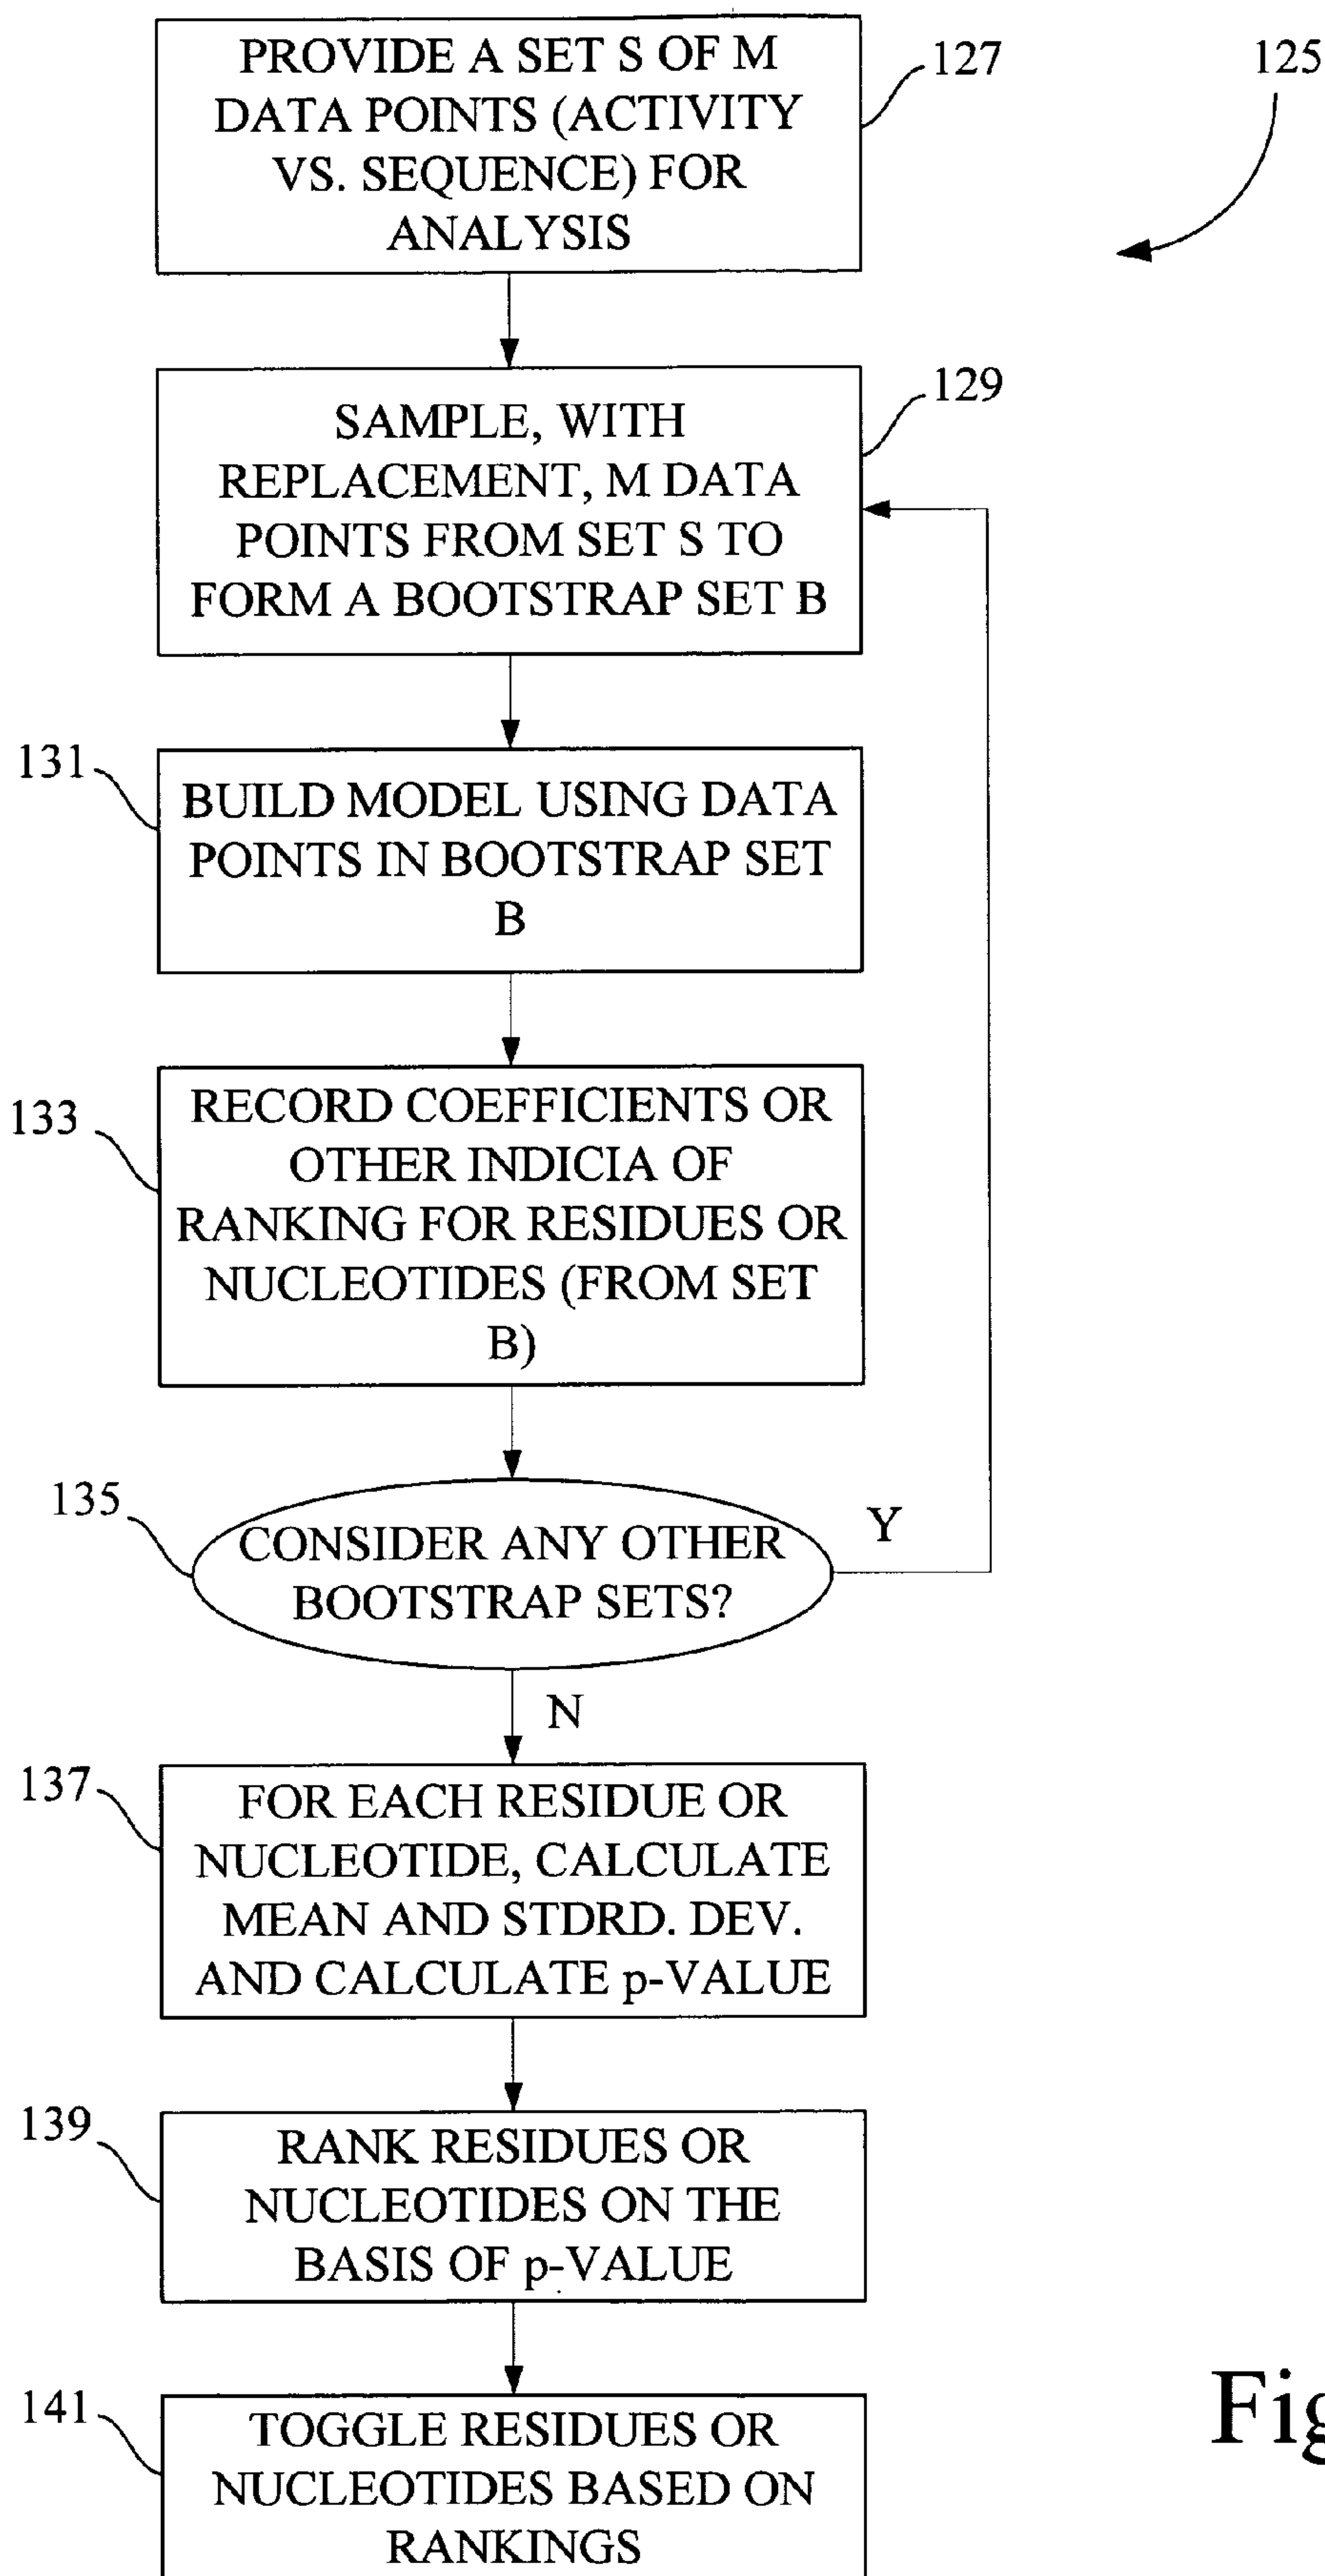 PROVIDE A SET S OF M
DATA POINTS (ACTIVITY
VS. SEQUENCE) FOR
ANALYSIS
127
125
SAMPLE, WITH
REPLACEMENT, M DATA
POINTS FROM SET S TO
FORM A BOOTSTRAP SET B
129
131
BUILD MODEL USING DATA
POINTS IN BOOTSTRAP SET
B
133
RECORD COEFFICIENTS OR
OTHER INDICIA OF
RANKING FOR RESIDUES OR
NUCLEOTIDES (FROM SET
B)
135
CONSIDER ANY OTHER
BOOTSTRAP SETS?
Y
N
137
FOR EACH RESIDUE OR
NUCLEOTIDE, CALCULATE
MEAN AND STDRD. DEV.
AND CALCULATE p-VALUE
139
RANK RESIDUES OR
NUCLEOTIDES ON THE
BASIS OF p-VALUE
141
TOGGLE RESIDUES OR
NUCLEOTIDES BASED ON
RANKINGS
Fig